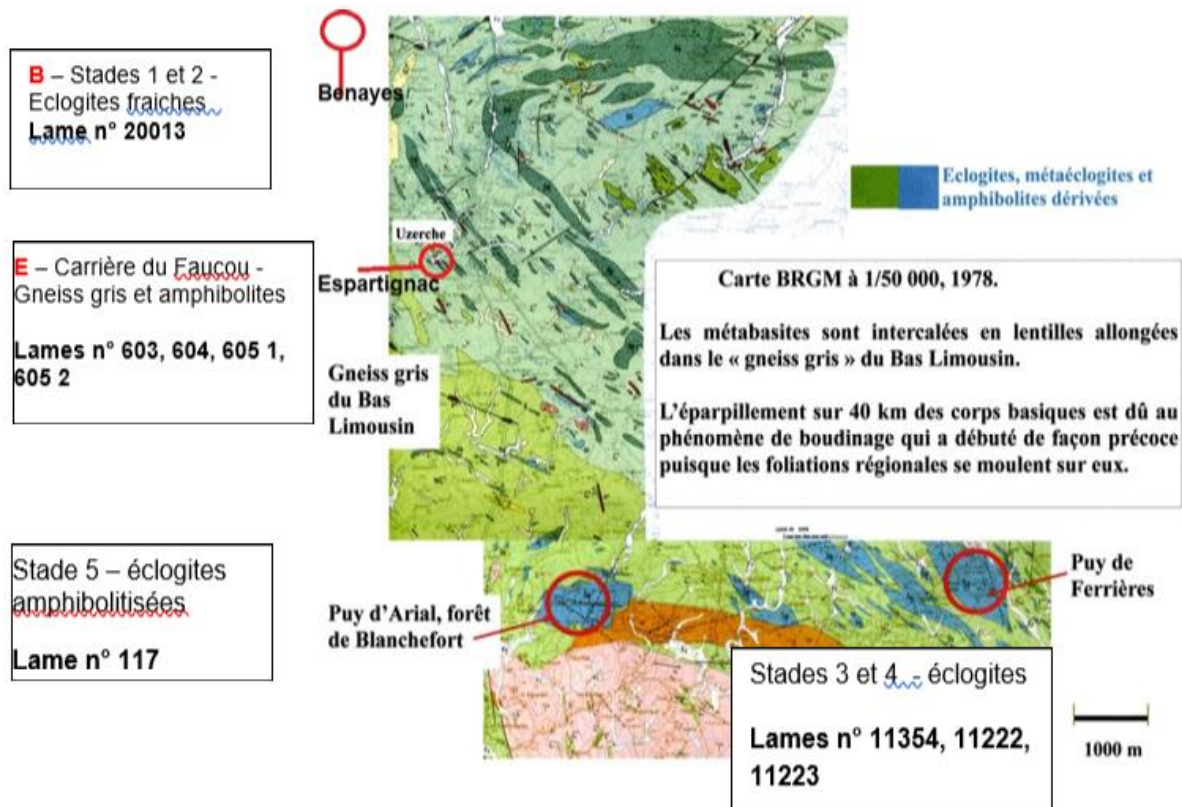 B – Stades 1 et 2 -
Eclogites fraiches
Lame n° 20013
Benayes
Eclogites, métaéclogites et
amphibolites dérivées
E – Carrière du Faucou -
Gneiss gris et amphibolites
Lames n° 603, 604, 605 1,
605 2
Uzerche
Espartignac
Gneiss gris
du Bas
Limousin
Carte BRGM à 1/50 000, 1978.
Les métabasites sont intercalées en lentilles allongées
dans le « gneiss gris » du Bas Limousin.
L’éparpillement sur 40 km des corps basiques est dû au
phénomène de boudinage qui a débuté de façon précoce
puisque les foliations régionales se moulent sur eux.
Stade 5 – éclogites
amphibolitisées
Lame n° 117
Puy d’Arial, forêt
de Blanchefort
Puy de
Ferrières
Stades 3 et 4 - éclogites
Lames n° 11354, 11222,
11223
1000 m